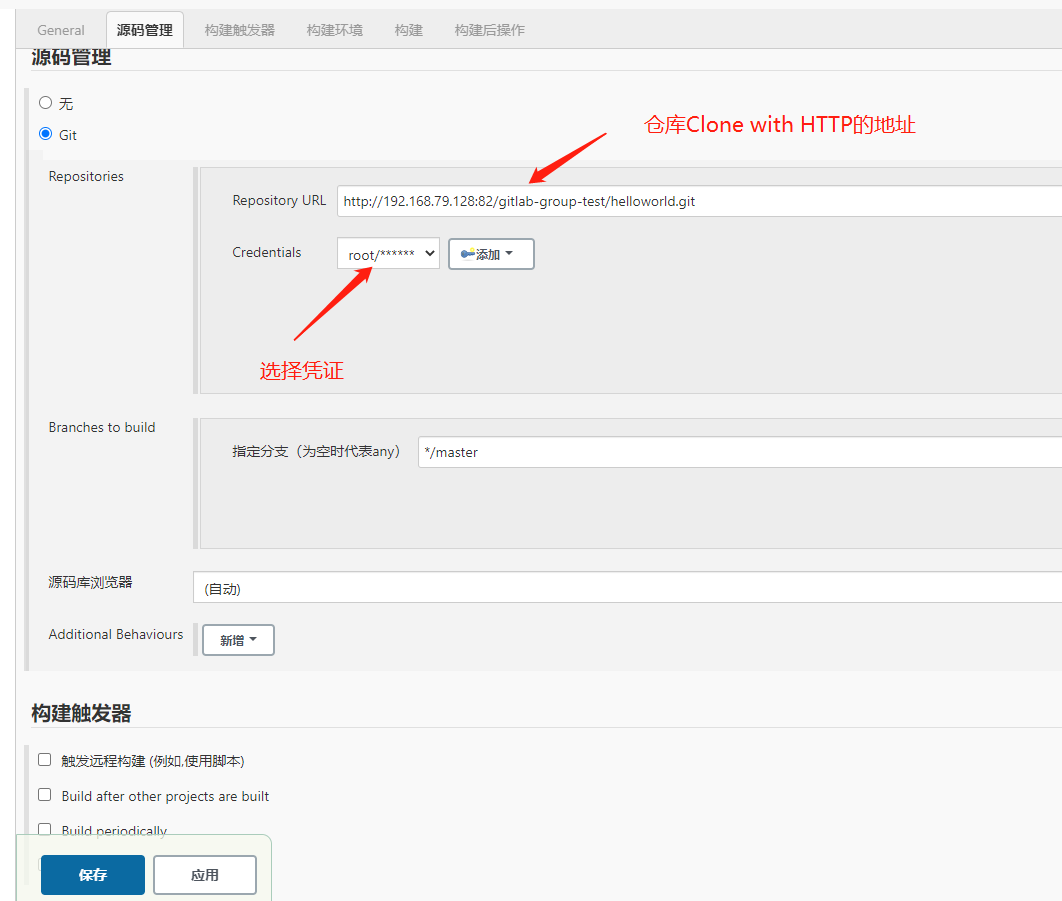 General 源码管理 构建触发器 构建环境 构建 构建后操作
源码管理
无
Git
仓库Clone with HTTP的地址
Repositories
Repository URL http://192.168.79.128:82/gitlab-group-test/helloworld.git
Credentials root/****** 添加
选择凭证
Branches to build
指定分支（为空时代表any） */master
源码库浏览器 (自动)
Additional Behaviours 新增
构建触发器
触发远程构建 (例如,使用脚本)
Build after other projects are built
Build periodically
保存 应用